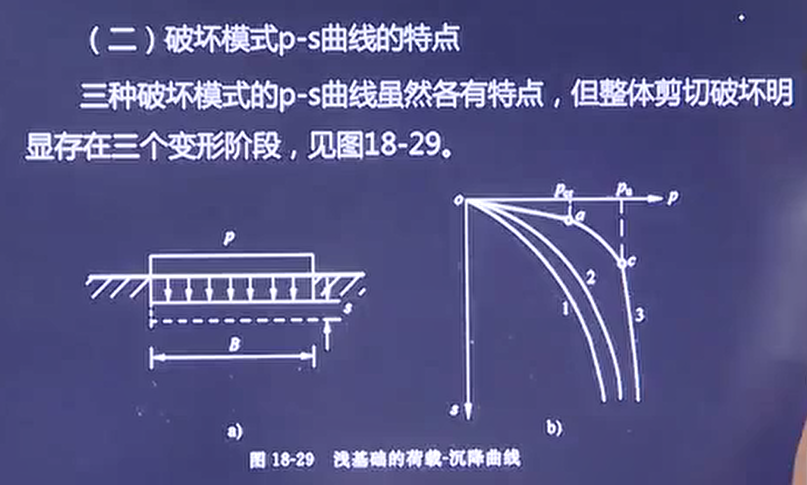 （二）破坏模式p-s曲线的特点
三种破坏模式的p-s曲线虽然各有特点，但整体剪切破坏明
显存在三个变形阶段，见图18-29。
p
s
B
a)
o
p
a
c
1
2
3
s
b)
图 18-29 浅基础的荷载-沉降曲线